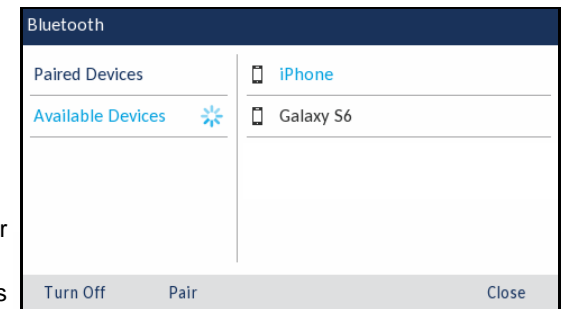 Bluetooth
Paired Devices
iPhone
Available Devices
Galaxy S6
r
s
Turn Off Pair Close